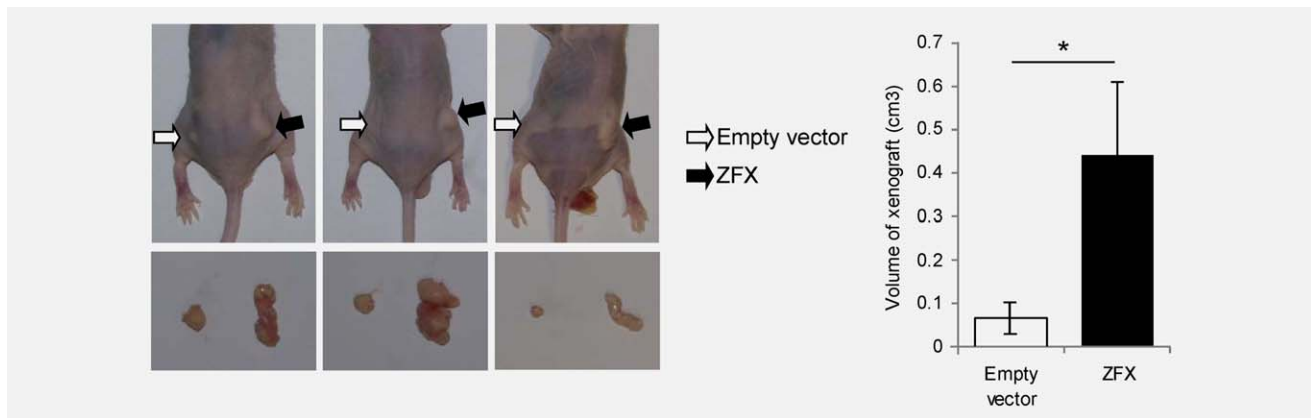 Empty vector
ZFX
Volume of xenograft (cm3)
*
0.7
0.6
0.5
0.4
0.3
0.2
0.1
0
Empty
vector
ZFX